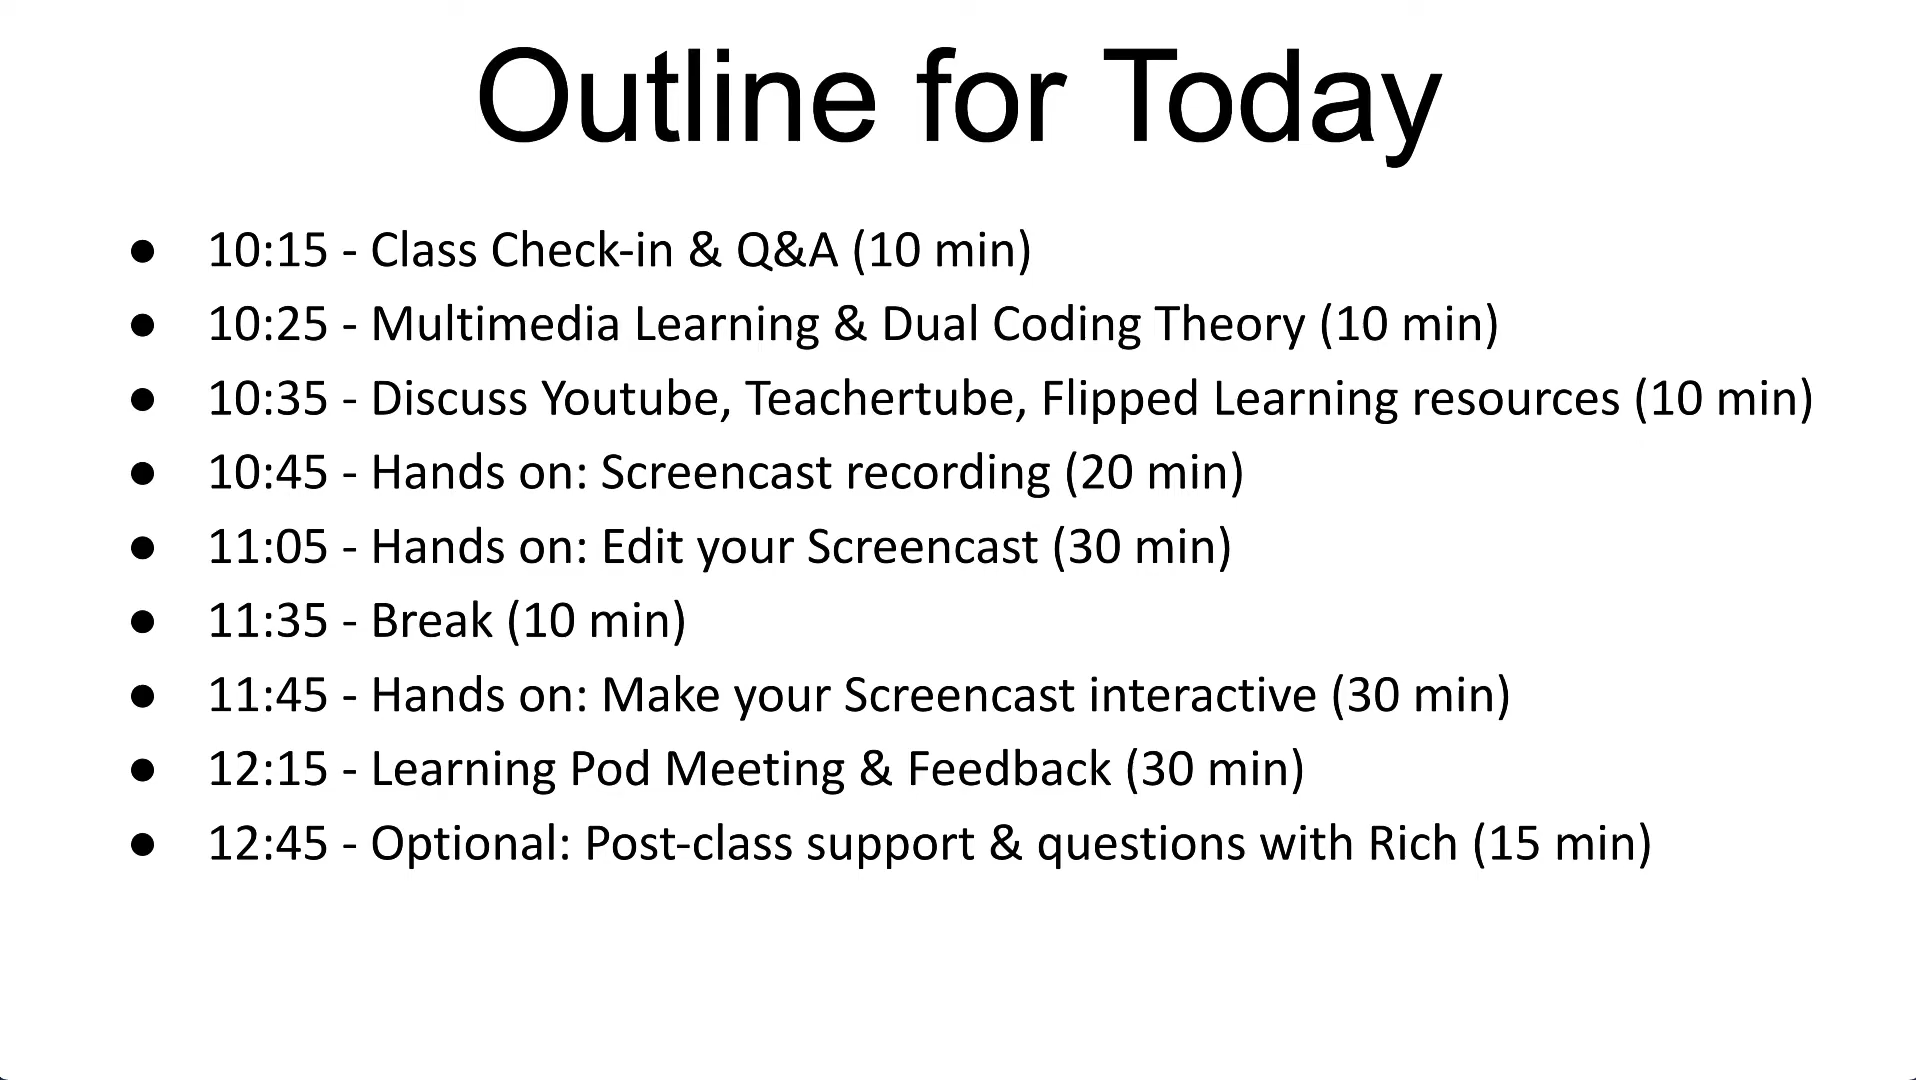 Outline for Today
● 10:15 - Class Check-in & Q&A (10 min)
● 10:25 - Multimedia Learning & Dual Coding Theory (10 min)
● 10:35 - Discuss Youtube, Teachertube, Flipped Learning resources (10 min)
● 10:45 - Hands on: Screencast recording (20 min)
● 11:05 - Hands on: Edit your Screencast (30 min)
● 11:35 - Break (10 min)
● 11:45 - Hands on: Make your Screencast interactive (30 min)
● 12:15 - Learning Pod Meeting & Feedback (30 min)
● 12:45 - Optional: Post-class support & questions with Rich (15 min)